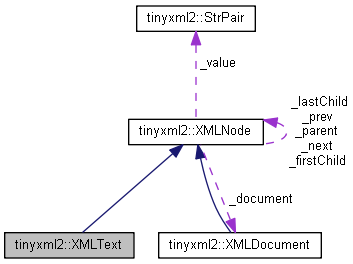 tinyxml2::StrPair
_value
_lastChild
_prev
_parent
_next
_firstChild
tinyxml2::XMLNode
_document
tinyxml2::XMLText
tinyxml2::XMLDocument